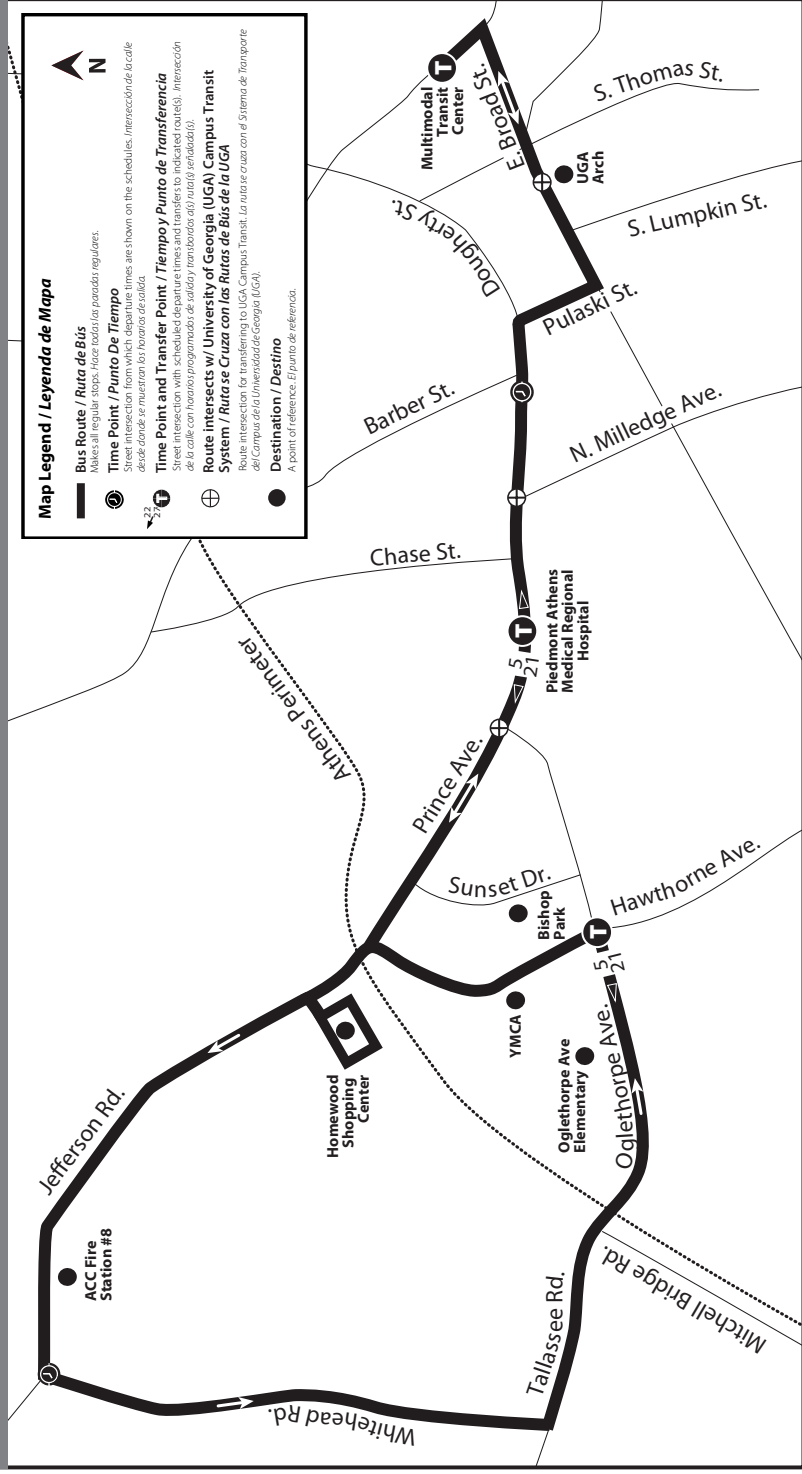 Map Legend / Leyenda de Mapa
N
Bus Route / Ruta de Bús
Makes all regular stops. Hace todas las paradas regulares.
Time Point / Punto De Tiempo
Street intersection from which departure times are shown on the schedules. Intersección de la calle
desde donde se muestran los horarios de salida.
22
27
T
Time Point and Transfer Point / Tiempo y Punto de Transferencia
Street intersection with scheduled departure times and transfers to indicated route(s). Intersección
de la calle con horarios programados de salida y transbordos a(s) ruta(s) señalada(s).
Route intersects w/ University of Georgia (UGA) Campus Transit
System / Ruta se Cruza con las Rutas de Bús de la UGA
Route intersection for transferring to UGA Campus Transit. La ruta se cruza con el Sistema de Transporte
del Campus de la Universidad de Georgia (UGA).
Destination / Destino
A point of reference. El punto de referencia.
Jefferson Rd.
ACC Fire
Station #8
Whitehead Rd.
Tallassee Rd.
Mitchell Bridge Rd.
Homewood
Shopping
Center
YMCA
Oglethorpe Ave
Elementary
Oglethorpe Ave.
5
21
T
Bishop
Park
Sunset Dr.
Hawthorne Ave.
Athens Perimeter
Prince Ave.
5
21
T
Piedmont Athens
Medical Regional
Hospital
Chase St.
Barber St.
N. Milledge Ave.
Dougherty St.
Pulaski St.
Multimodal
Transit
Center
T
E. Broad St.
UGA
Arch
S. Thomas St.
S. Lumpkin St.